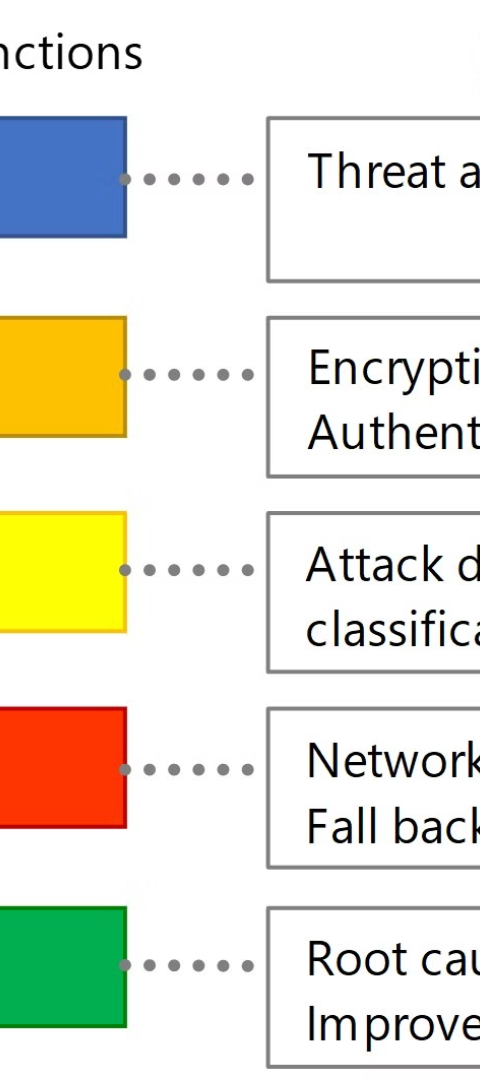 nctions
Threat a
Encrypti
Authent
Attack d
classifica
Network
Fall back
Root cau
Improve